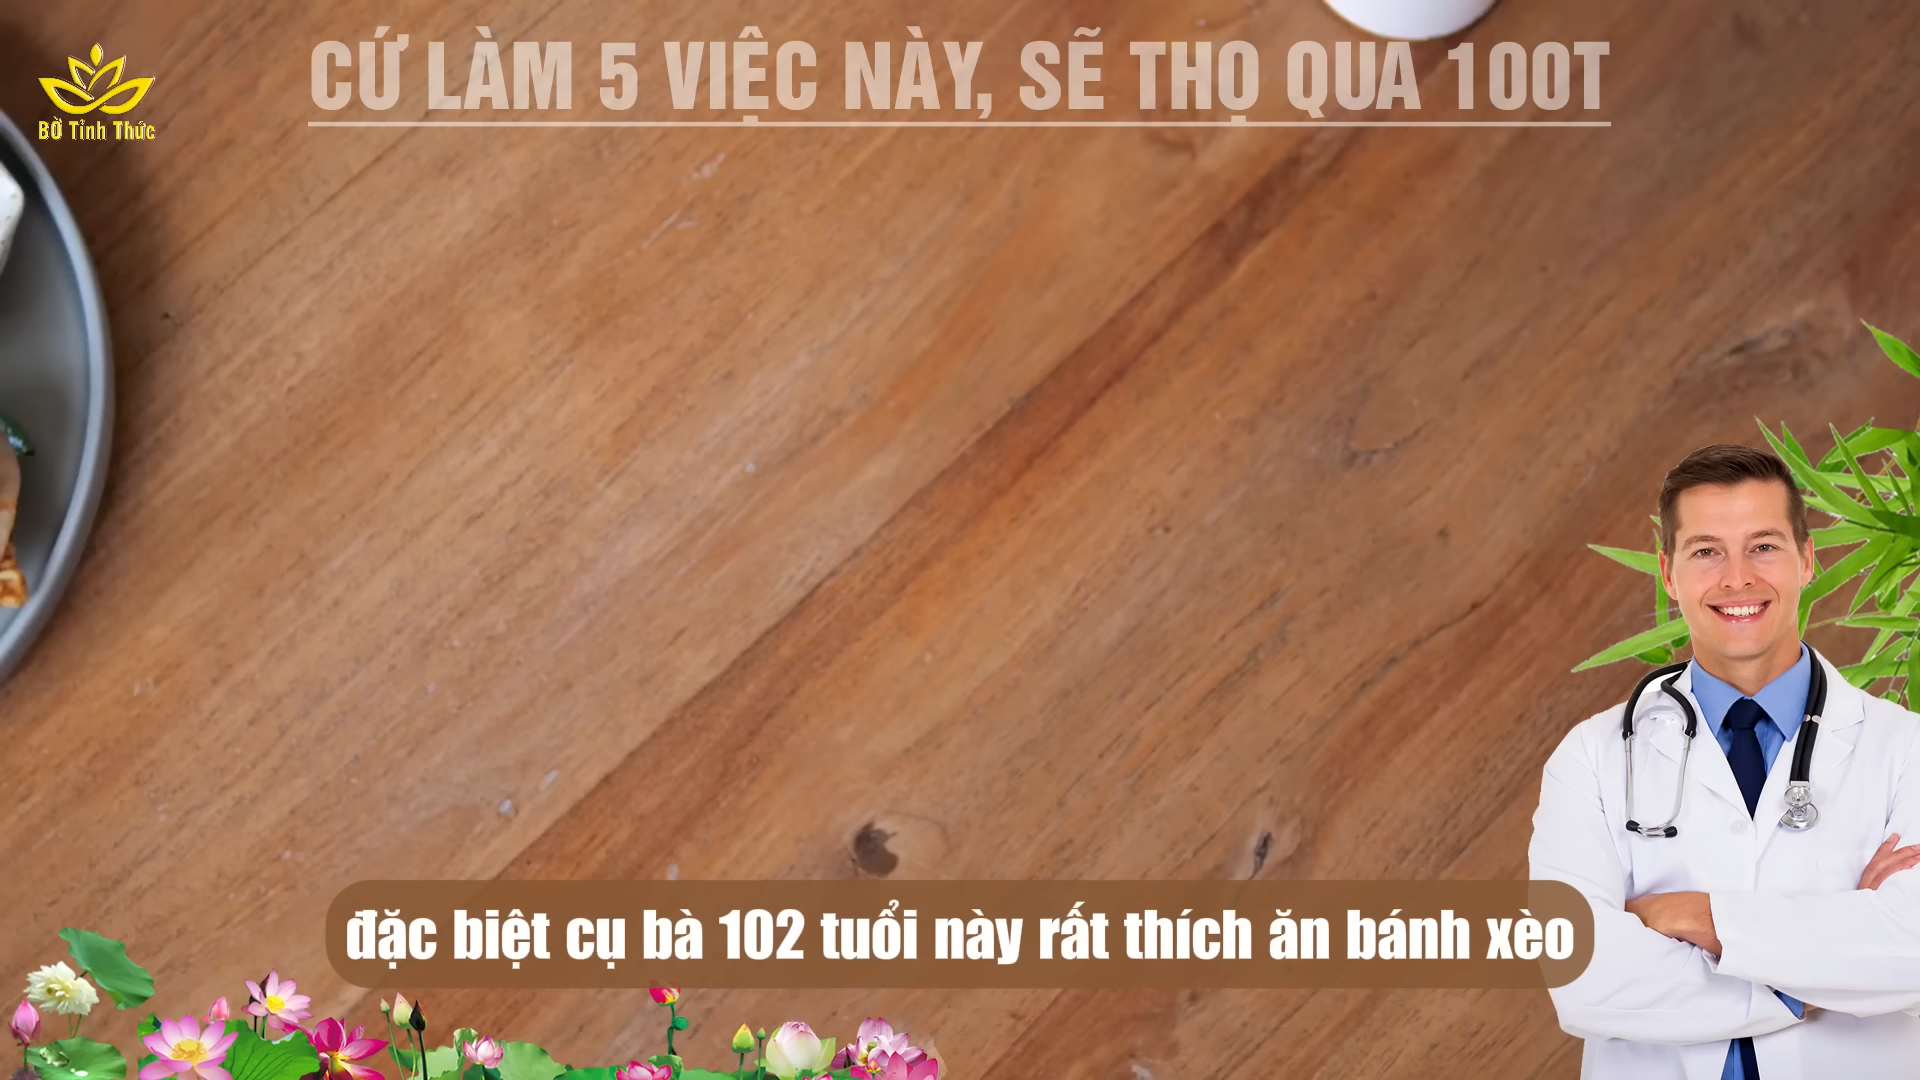 CỨ LÀM 5 VIỆC NÀY, SẼ THỌ QUA 100T
BỜ Tỉnh Thức
đặc biệt cụ bà 102 tuổi này rất thích ăn bánh xèo